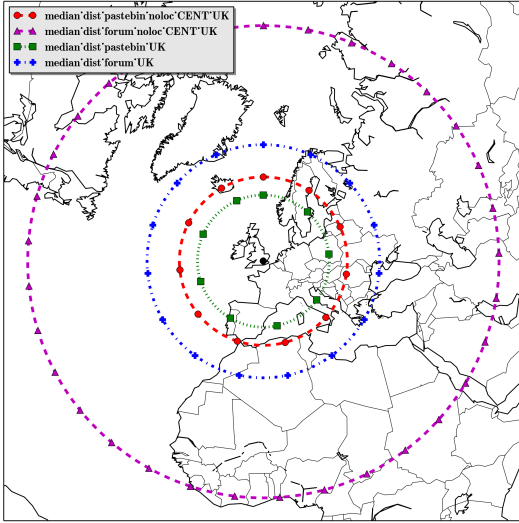 median˙dist˙pastebin˙noloc˙CENT˙UK
median˙dist˙forum˙noloc˙CENT˙UK
median˙dist˙pastebin˙UK
median˙dist˙forum˙UK